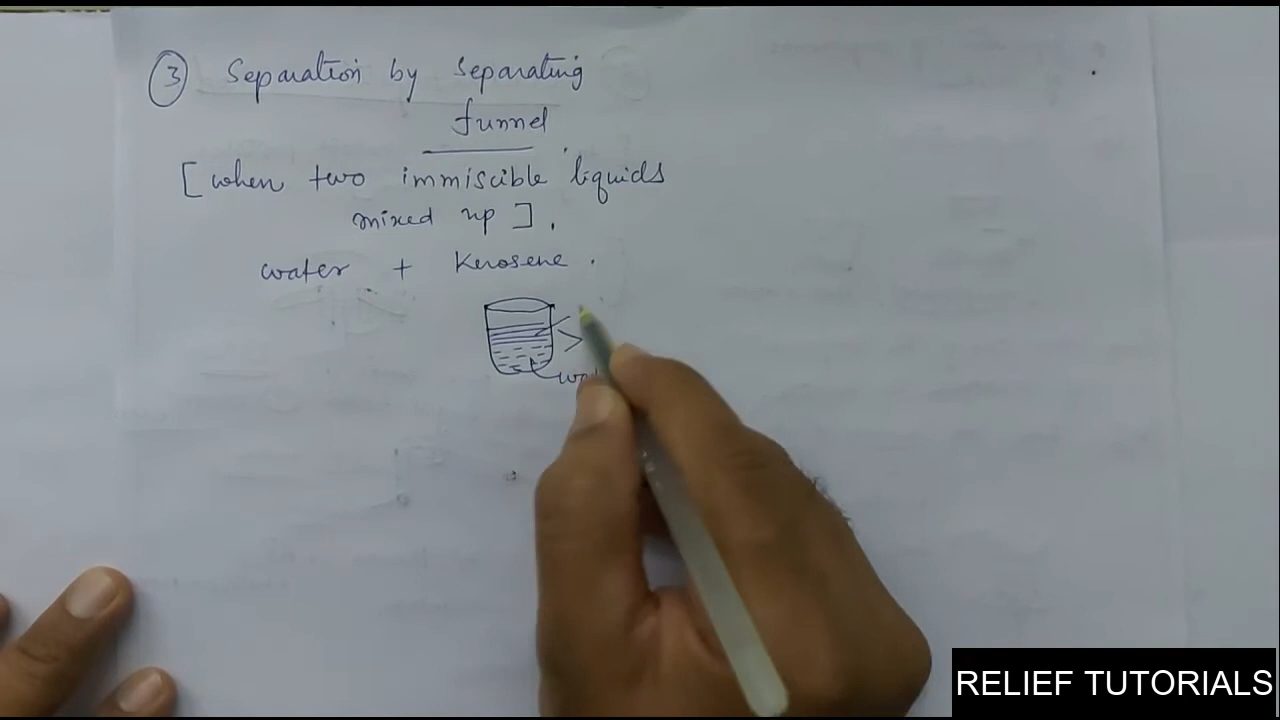 3 Separation by Separating
funnel
[when two immiscible liquids
mixed up].
water + Kerosene.
RELIEF TUTORIALS